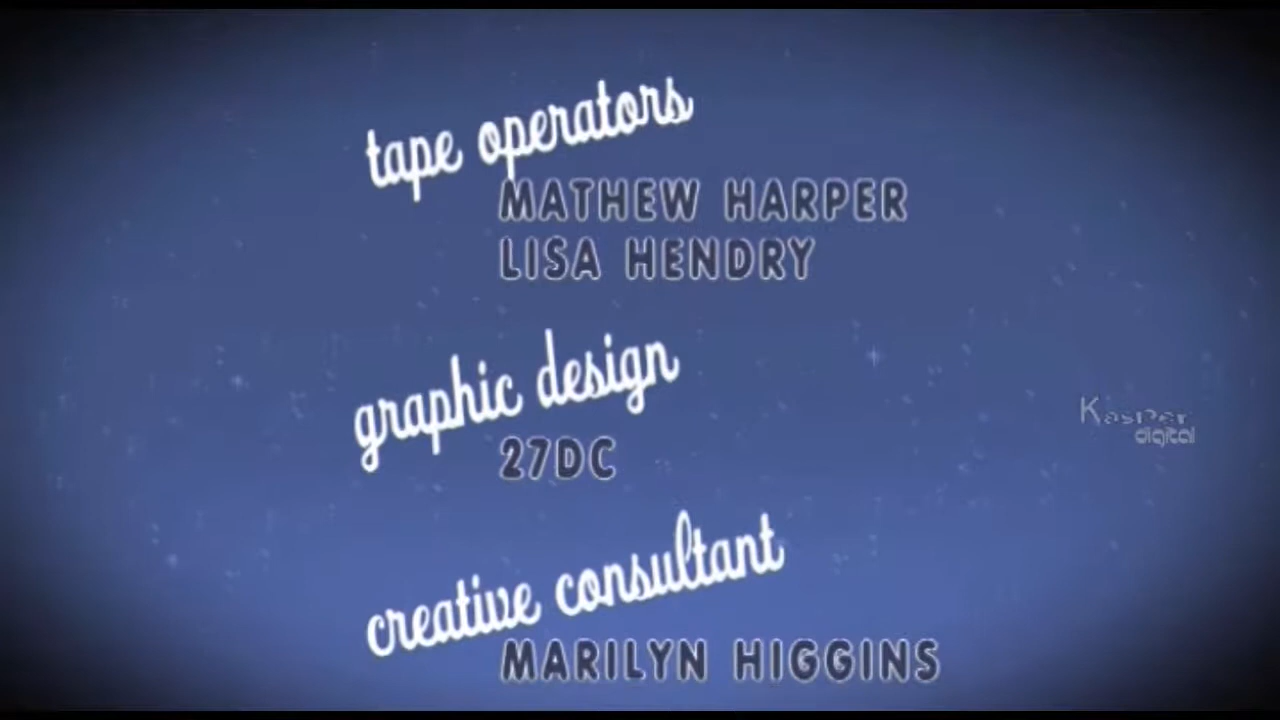 tape operators
MATHEW HARPER
LISA HENDRY
graphic design
27DC
Kasper
digital
creative consultant
MARILYN HIGGINS